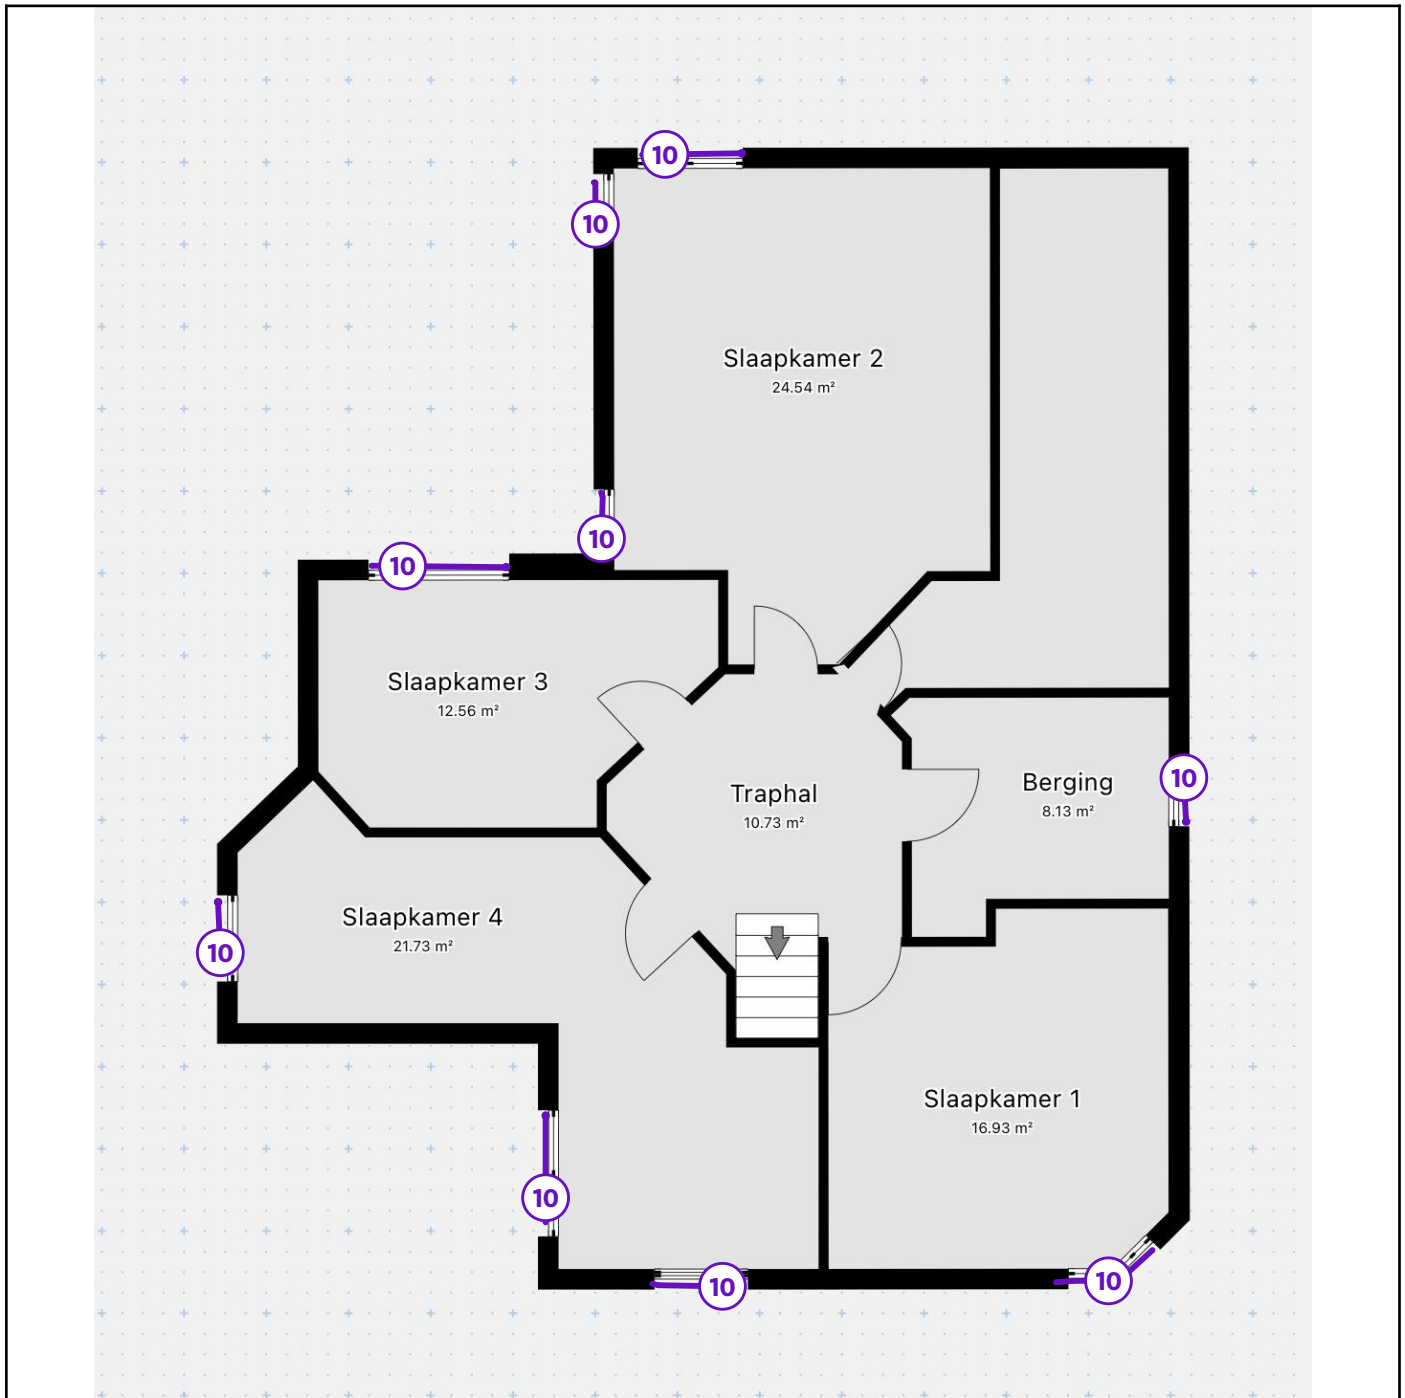 10
10
Slaapkamer 2
24.54 m²
10
10
Slaapkamer 3
12.56 m²
Traphal
10.73 m²
Berging
8.13 m²
10
Slaapkamer 4
21.73 m²
10
Slaapkamer 1
16.93 m²
10
10
10